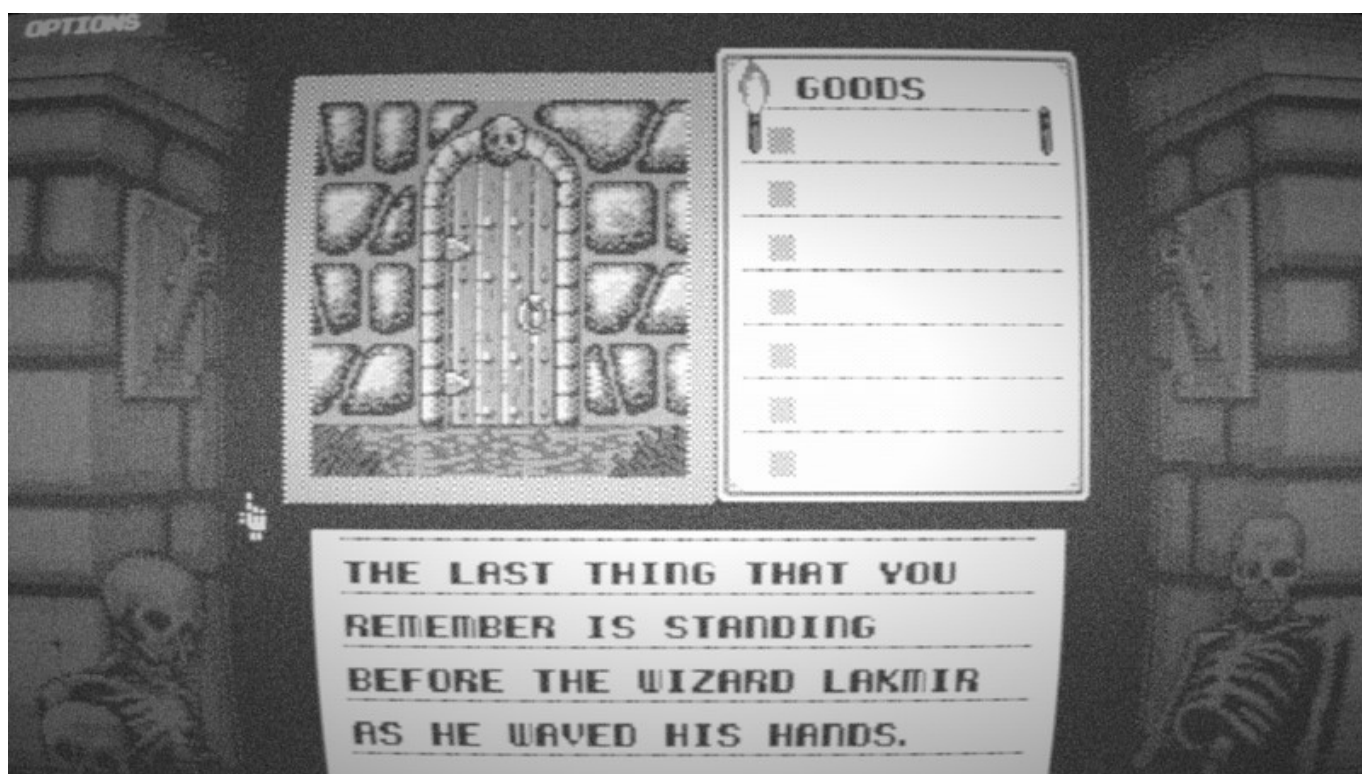 OPTIONS
GOODS
THE LAST THING THAT YOU
REMEMBER IS STANDING
BEFORE THE WIZARD LAKMIR
AS HE WAVED HIS HANDS.